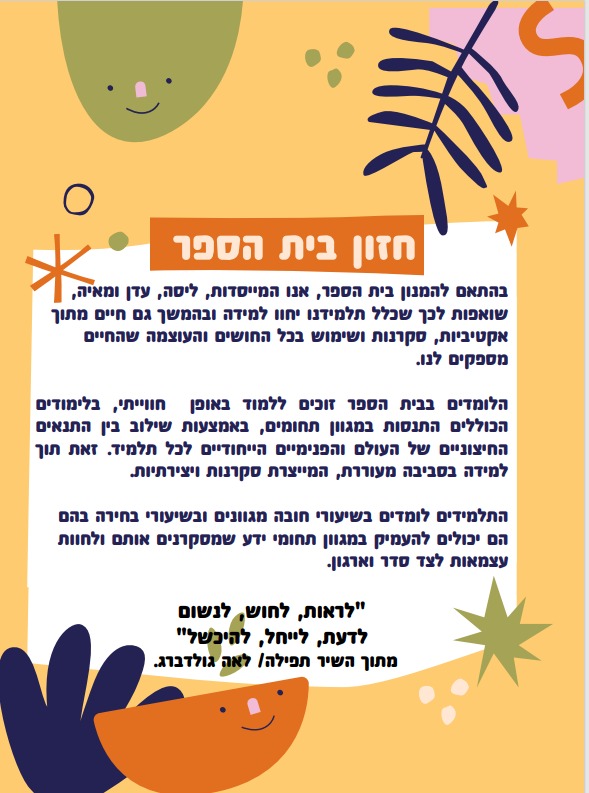 חזון בית הספר
בהתאם להמנון בית הספר, אנו המייסדות, ליסה, עדן ומאיה,
שואפות לכך שכלל תלמידנו יחוו למידה ובהמשך גם חיים מתוך
אקטיביות, סקרנות ושימוש בכל החושים והעוצמה שהחיים
מספקים לנו.
הלומדים בבית הספר זוכים ללמוד באופן חווייתי, בלימודים
הכוללים התנסות במגוון תחומים, באמצעות שילוב בין התנאים
החיצוניים של העולם והפנימיים הייחודיים לכל תלמיד. זאת תוך
למידה בסביבה מעוררת, המייצרת סקרנות ויצירתיות.
התלמידים לומדים בשיעורי חובה מגוונים ובשיעורי בחירה בהם
הם יכולים להעמיק במגוון תחומי ידע שמסקרנים אותם ולחוות
עצמאות לצד סדר וארגון.
"לראות, לחוש, לנשום
לדעת, לייחל, להיכשל"
מתוך השיר תפילה/ לאה גולדברג.